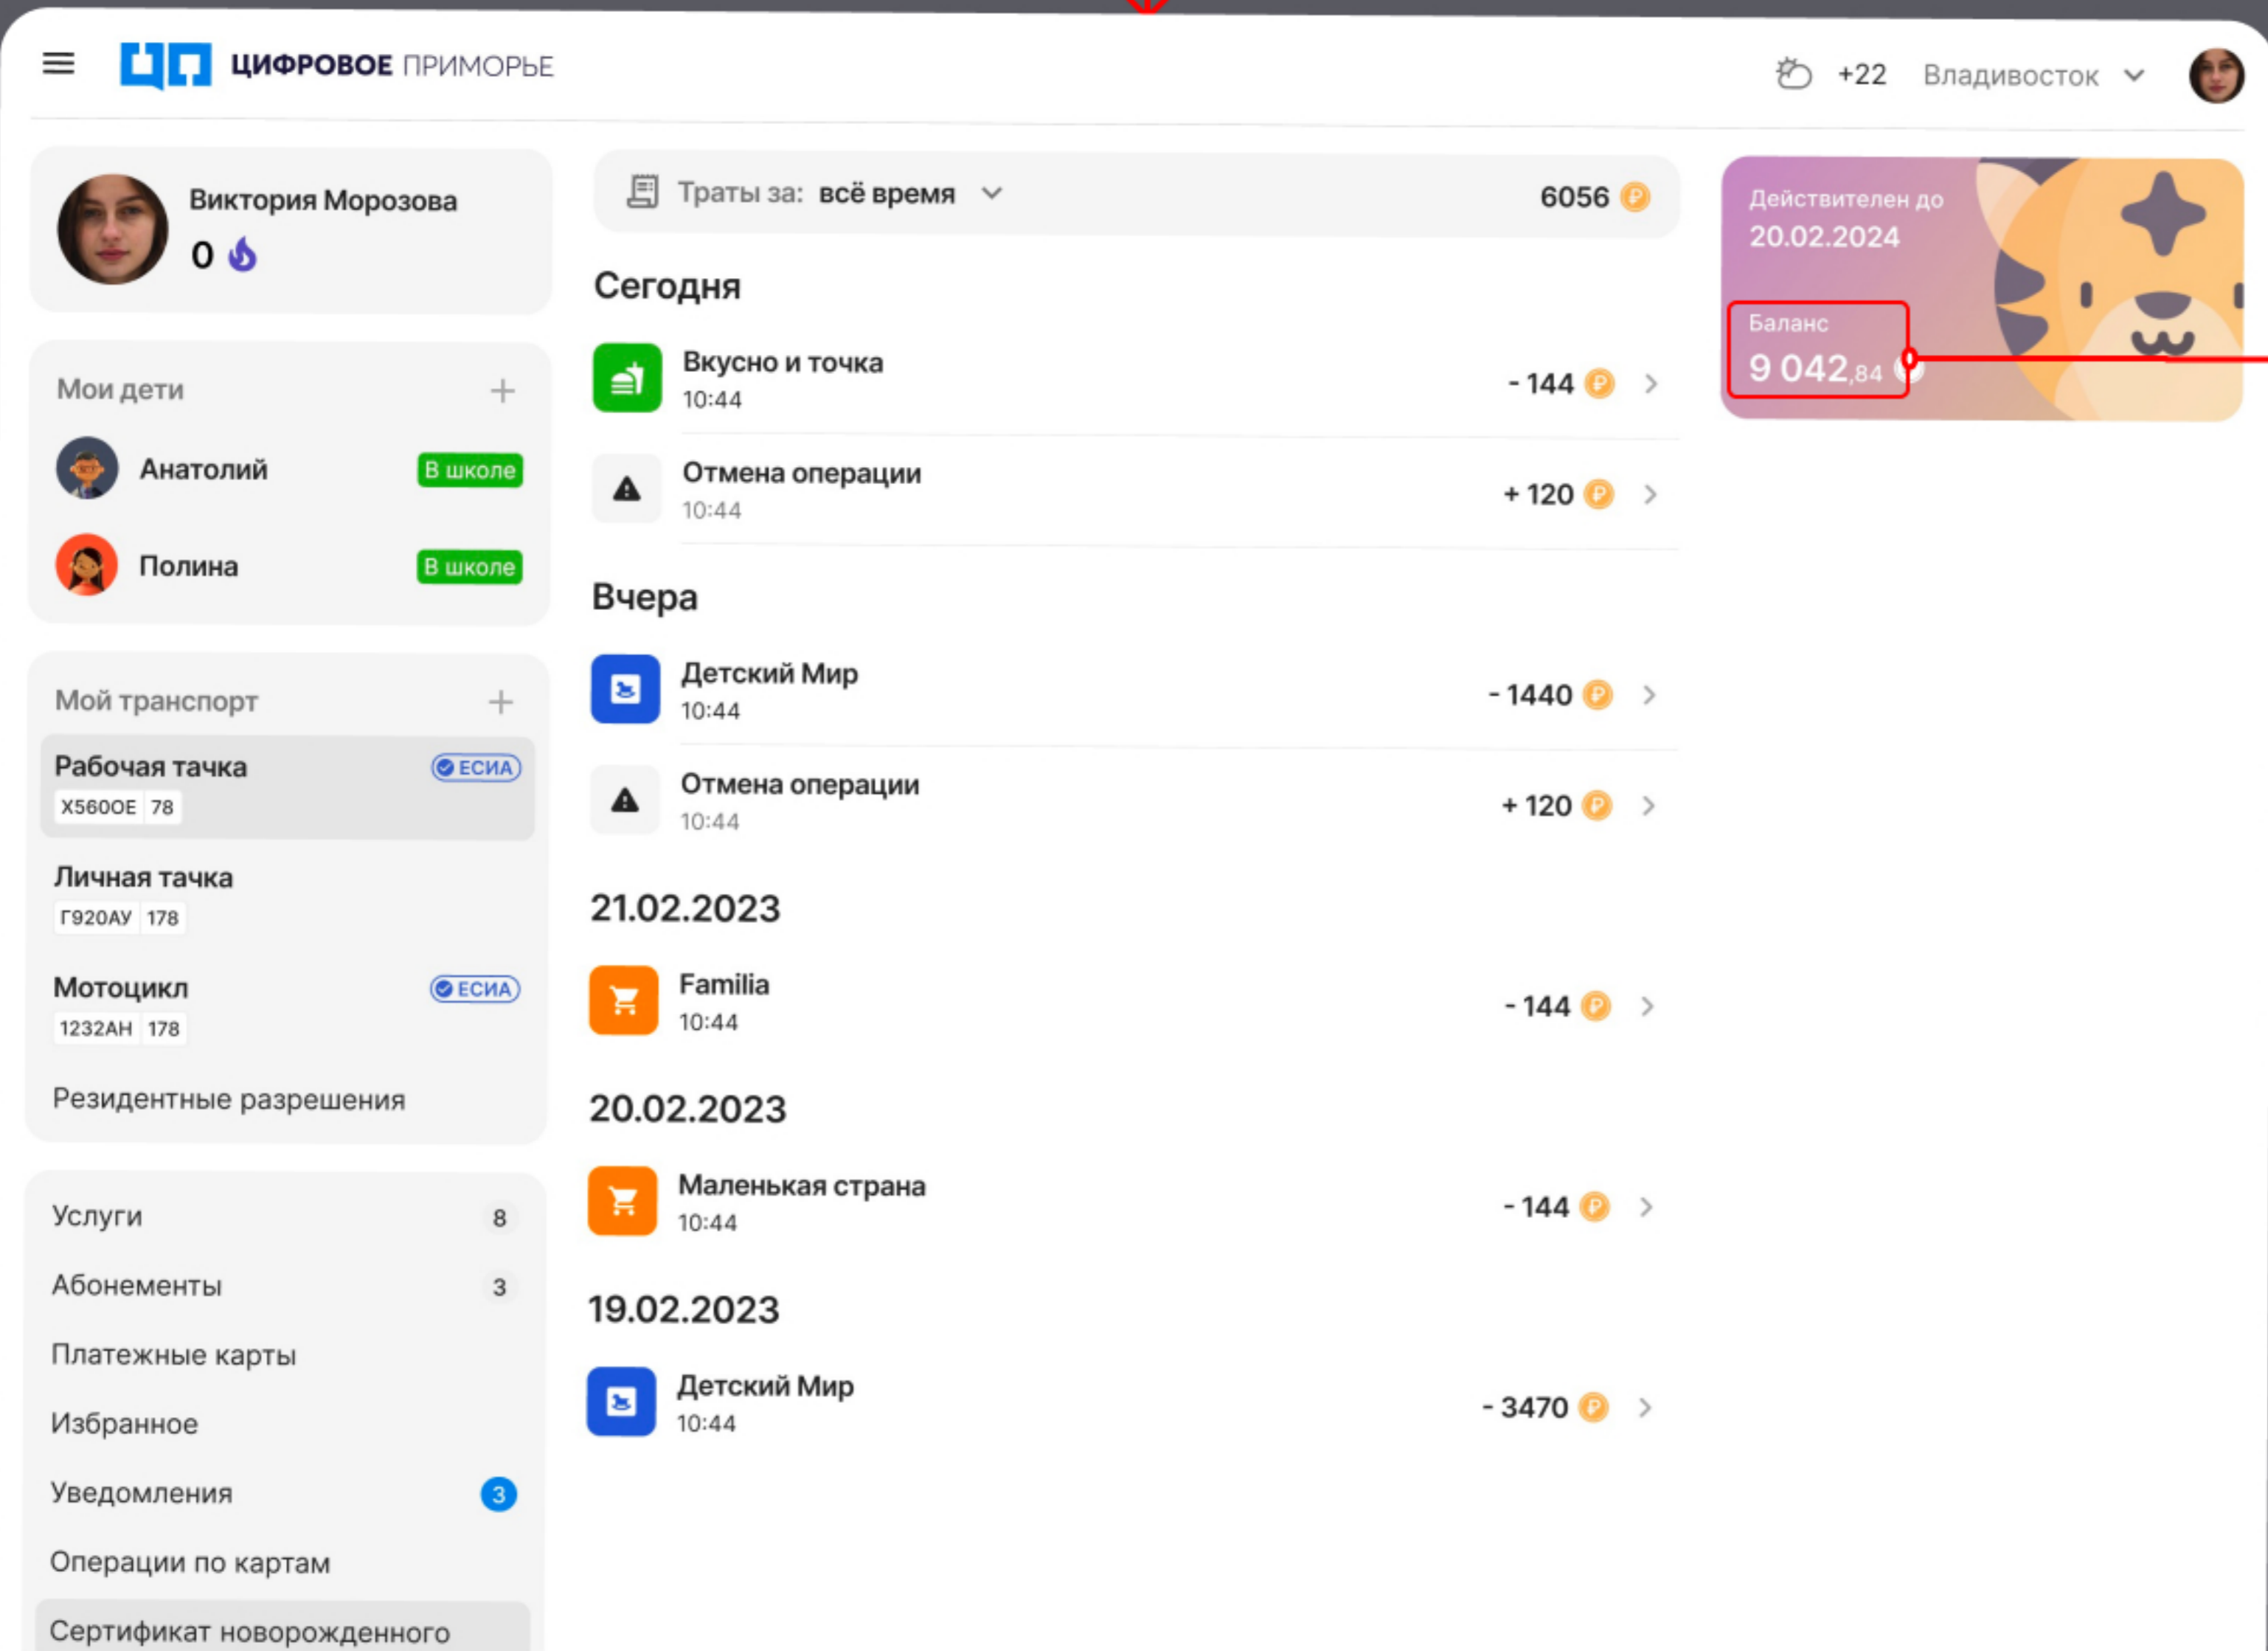 ЦИФРОВОЕ ПРИМОРЬЕ
+22 Владивосток
Виктория Морозова
0
Мои дети
Анатолий В школе
Полина В школе
Мой транспорт
Рабочая тачка ЕСИА
Х560ОЕ 78
Личная тачка
Г920АУ 178
Мотоцикл ЕСИА
1232АН 178
Резидентные разрешения
Услуги 8
Абонементы 3
Платежные карты
Избранное
Уведомления 3
Операции по картам
Сертификат новорожденного
Траты за: всё время 6056 ₽
Сегодня
Вкусно и точка
10:44
- 144 ₽
Отмена операции
10:44
+ 120 ₽
Вчера
Детский Мир
10:44
- 1440 ₽
Отмена операции
10:44
+ 120 ₽
21.02.2023
Familia
10:44
- 144 ₽
20.02.2023
Маленькая страна
10:44
- 144 ₽
19.02.2023
Детский Мир
10:44
- 3470 ₽
Действителен до
20.02.2024
Баланс
9 042,84